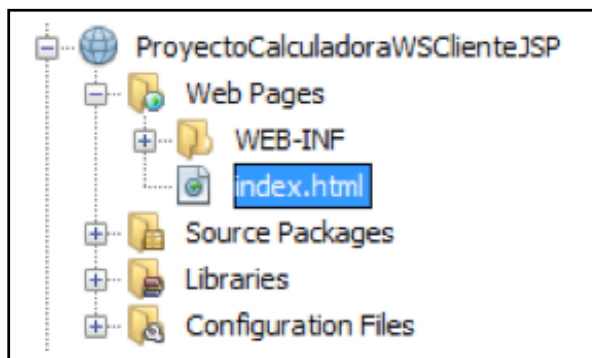 ProyectoCalculadoraWSClienteJSP
Web Pages
WEB-INF
index.html
Source Packages
Libraries
Configuration Files